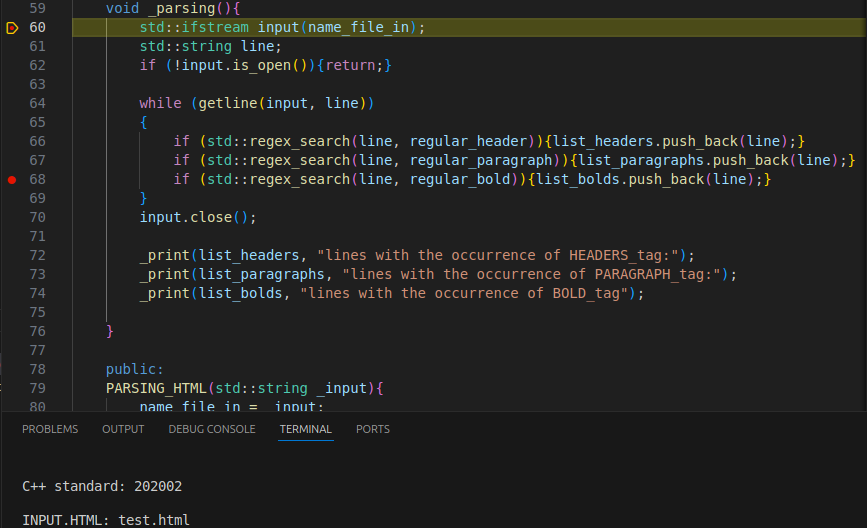 59 void _parsing(){
60 std::ifstream input(name_file_in);
61 std::string line;
62 if (!input.is_open()){return;}
63
64 while (getline(input, line))
65 {
66 if (std::regex_search(line, regular_header)){list_headers.push_back(line);}
67 if (std::regex_search(line, regular_paragraph)){list_paragraphs.push_back(line);}
68 if (std::regex_search(line, regular_bold)){list_bolds.push_back(line);}
69 }
70 input.close();
71
72 _print(list_headers, "lines with the occurrence of HEADERS_tag:");
73 _print(list_paragraphs, "lines with the occurrence of PARAGRAPH_tag:");
74 _print(list_bolds, "lines with the occurrence of BOLD_tag");
75
76 }
77
78 public:
79 PARSING_HTML(std::string _input){
80 name_file_in = _input;
PROBLEMS OUTPUT DEBUG CONSOLE TERMINAL PORTS
C++ standard: 202002
INPUT.HTML: test.html